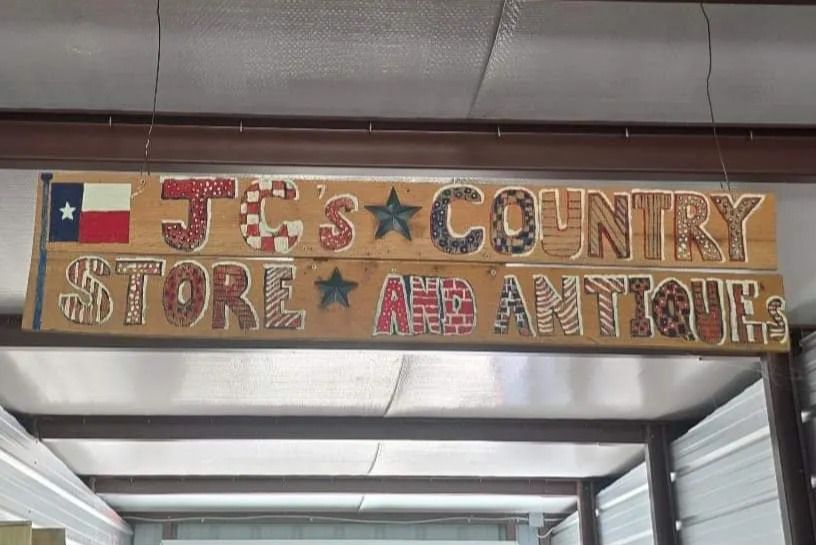 JC's COUNTRY
STORE AND ANTIQUEs